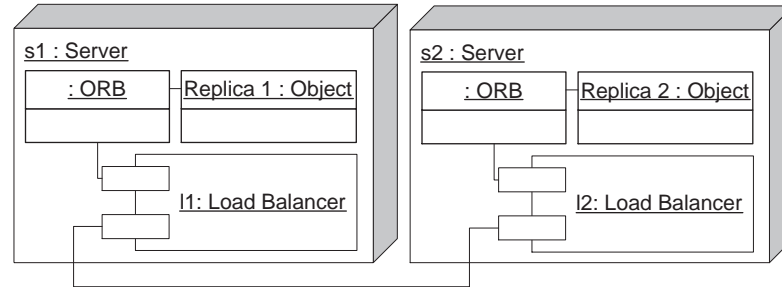 s1 : Server
: ORB
Replica 1 : Object
l1: Load Balancer
s2 : Server
: ORB
Replica 2 : Object
l2: Load Balancer